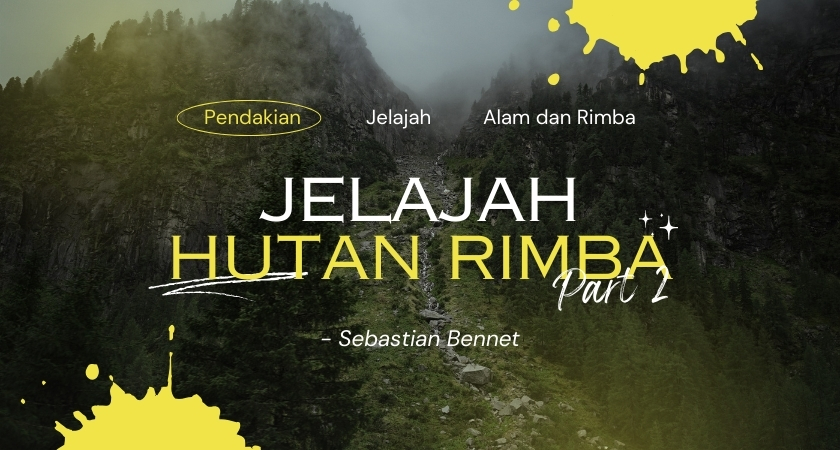 Pendakian Jelajah Alam dan Rimba
JELAJAH
HUTAN RIMBA
Part 2
- Sebastian Bennet